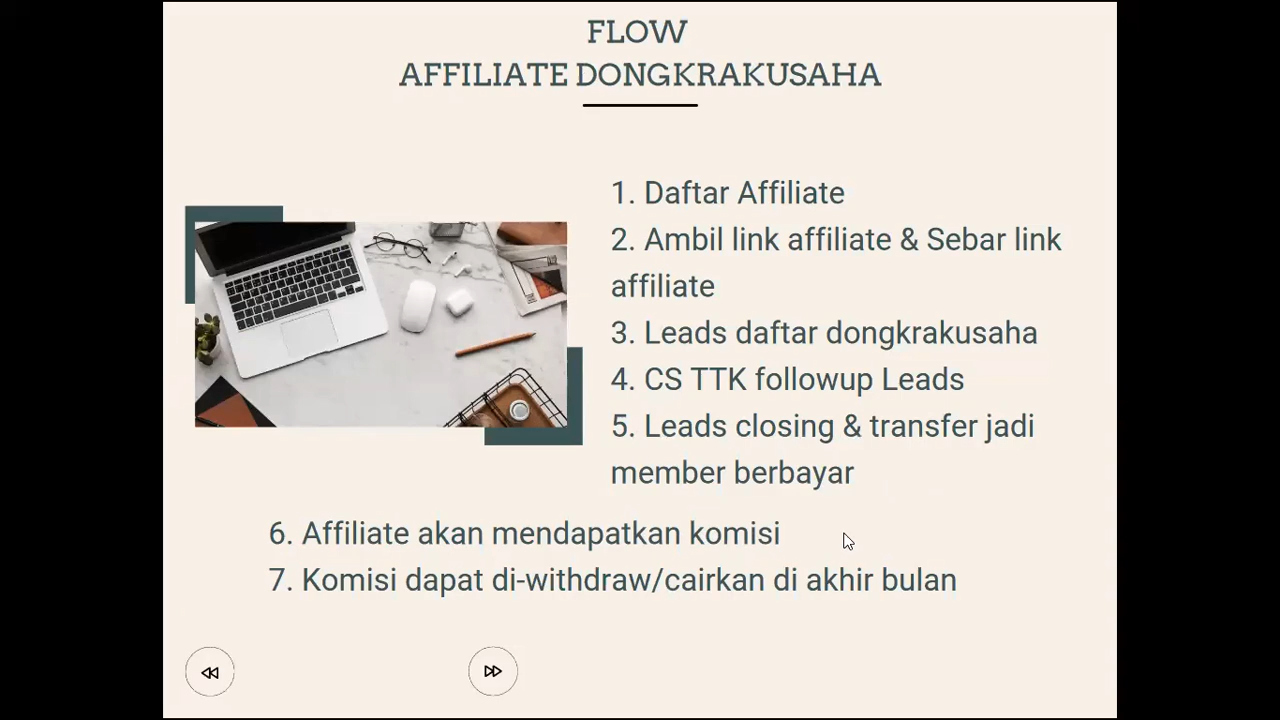 FLOW
AFFILIATE DONGKRAKUSAHA
1. Daftar Affiliate
2. Ambil link affiliate & Sebar link
affiliate
3. Leads daftar dongkrakusaha
4. CS TTK followup Leads
5. Leads closing & transfer jadi
member berbayar
6. Affiliate akan mendapatkan komisi
7. Komisi dapat di-withdraw/cairkan di akhir bulan